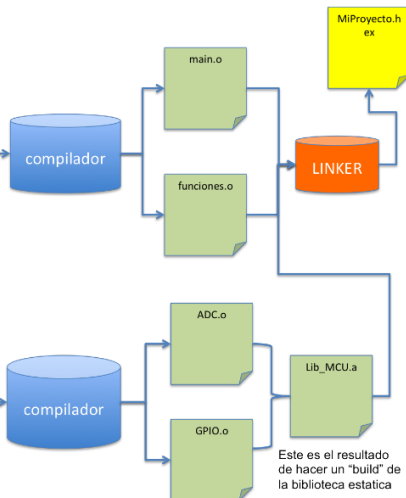 MiProyecto.h
ex
main.o
compilador
LINKER
funciones.o
ADC.o
Lib_MCU.a
compilador
GPIO.o
Este es el resultado
de hacer un “build” de
la biblioteca estatica